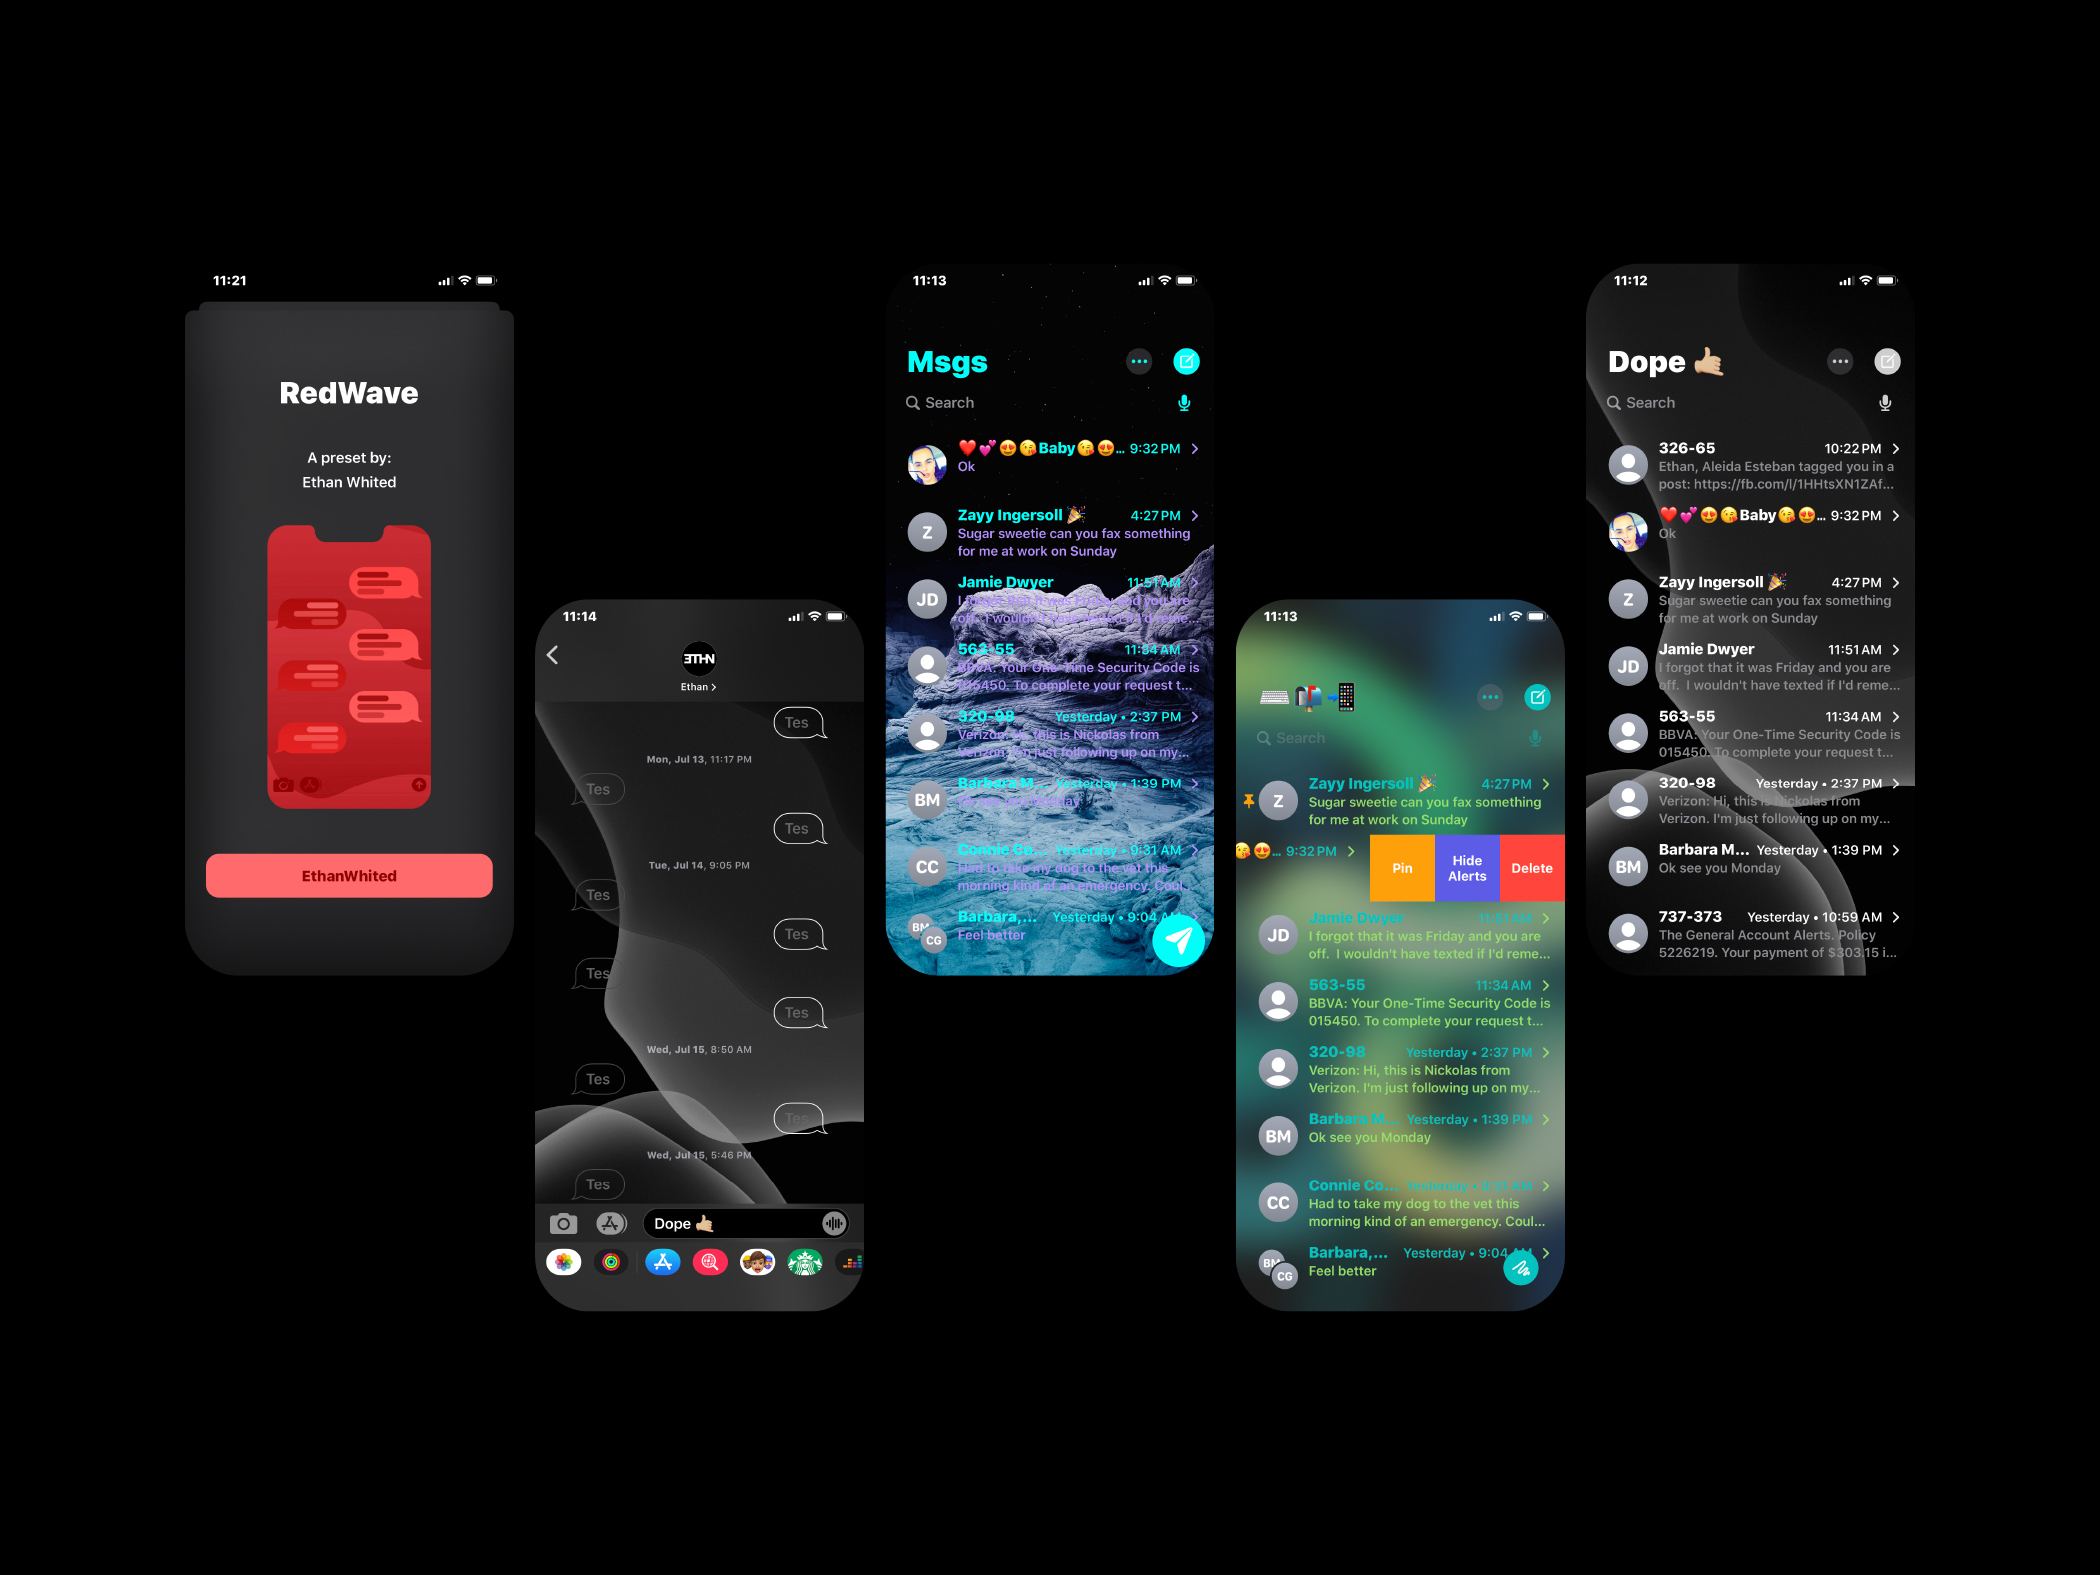 11:21
RedWave
A preset by:
Ethan Whited
EthanWhited
11:14
ETHN
Ethan >
Tes
Mon, Jul 13, 11:17 PM
Tes
Tes
Tue, Jul 14, 9:05 PM
Tes
Tes
Tes
Tes
Wed, Jul 15, 8:50 AM
Tes
Tes
Wed, Jul 15, 5:46 PM
Tes
Dope 🤙🏼
11:13
Msgs
Search
❤️💕😍😘Baby😘😍... 9:32 PM
Ok
Zayy Ingersoll 🎉 4:27 PM
Sugar sweetie can you fax something
for me at work on Sunday
Z
Jamie Dwyer 11:51 AM
JD
I forgot that it was Friday and you are
off. I wouldn't have texted if I'd reme...
563-55 11:34 AM
BBVA: Your One-Time Security Code is
015450. To complete your request t...
320-98 Yesterday • 2:37 PM
Verizon: Hi, this is Nickolas from
Verizon. I'm just following up on my...
Barbara M... Yesterday • 1:39 PM
BM
Ok see you Monday
Connie Co... Yesterday • 9:31 AM
CC
Had to take my dog to the vet this
morning kind of an emergency. Coul...
Barbara,... Yesterday • 9:04 AM
BM
CG
Feel better
11:13
⌨️📬📲
Search
Zayy Ingersoll 🎉 4:27 PM
Z
Sugar sweetie can you fax something
for me at work on Sunday
😘😍... 9:32 PM
Pin
Hide
Alerts
Delete
Jamie Dwyer 11:51 AM
JD
I forgot that it was Friday and you are
off. I wouldn't have texted if I'd reme...
563-55 11:34 AM
BBVA: Your One-Time Security Code is
015450. To complete your request t...
320-98 Yesterday • 2:37 PM
Verizon: Hi, this is Nickolas from
Verizon. I'm just following up on my...
Barbara M... Yesterday • 1:39 PM
BM
Ok see you Monday
Connie Co... Yesterday • 9:31 AM
CC
Had to take my dog to the vet this
morning kind of an emergency. Coul...
Barbara,... Yesterday • 9:04 AM
BM
CG
Feel better
11:12
Dope 🤙🏼
Search
326-65 10:22 PM
Ethan, Aleida Esteban tagged you in a
post: https://fb.com/l/1HHtsXN1ZAf...
❤️💕😍😘Baby😘😍... 9:32 PM
Ok
Zayy Ingersoll 🎉 4:27 PM
Z
Sugar sweetie can you fax something
for me at work on Sunday
Jamie Dwyer 11:51 AM
JD
I forgot that it was Friday and you are
off. I wouldn't have texted if I'd reme...
563-55 11:34 AM
BBVA: Your One-Time Security Code is
015450. To complete your request t...
320-98 Yesterday • 2:37 PM
Verizon: Hi, this is Nickolas from
Verizon. I'm just following up on my...
Barbara M... Yesterday • 1:39 PM
BM
Ok see you Monday
737-373 Yesterday • 10:59 AM
The General Account Alerts. Policy
5226219. Your payment of $303.15 i...